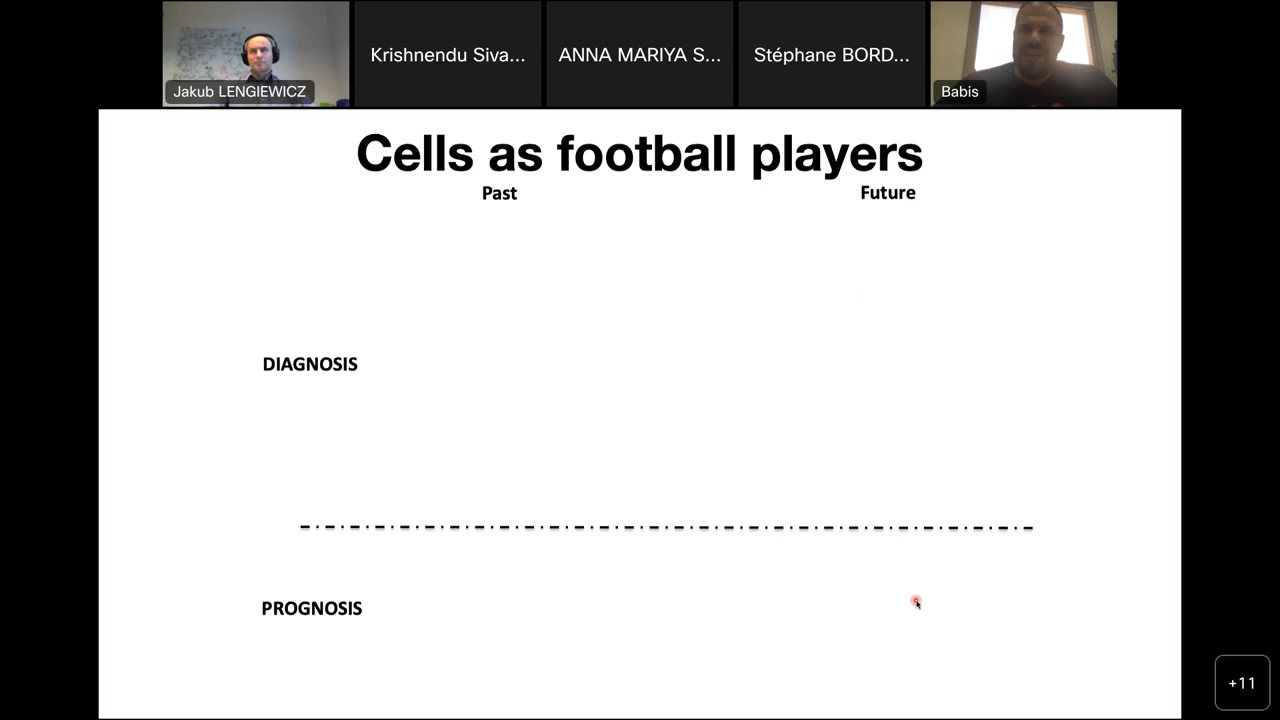 Krishnendu Siva...
ANNA MARIYA S...
Stéphane BORD...
Jakub LENGIEWICZ
Babis
Cells as football players
Past
Future
DIAGNOSIS
PROGNOSIS
+11